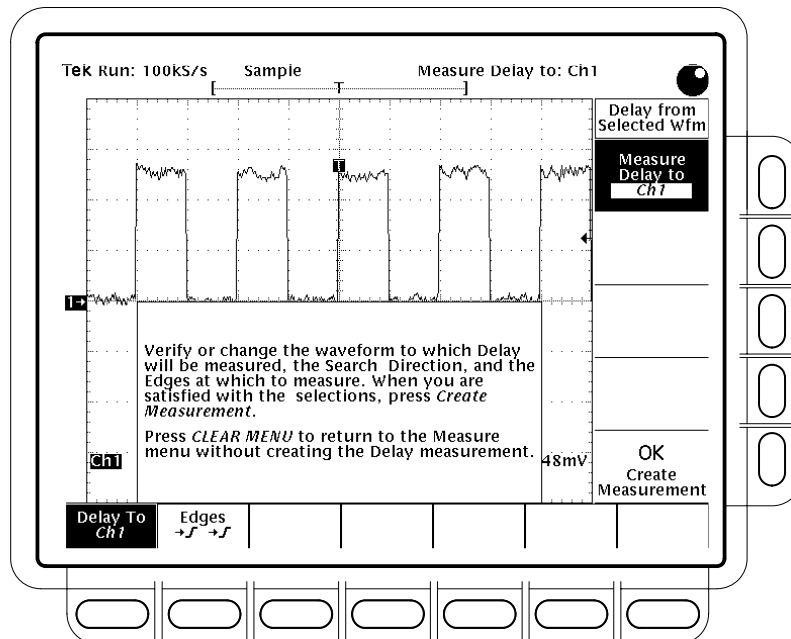 Tek Run: 100kS/s Sample Measure Delay to: Ch1
[ T ]
Delay from
Selected Wfm
Measure
Delay to
Ch1
T
1→
Verify or change the waveform to which Delay
will be measured, the Search Direction, and the
Edges at which to measure. When you are
satisfied with the selections, press Create
Measurement.
Press CLEAR MENU to return to the Measure
menu without creating the Delay measurement.
Ch1
48mV
OK
Create
Measurement
Delay To
Ch1
Edges